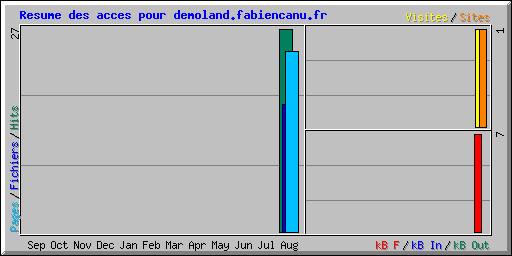 Resume des acces pour demoland.fabiencanu.fr
Visites/Sites
27
1
7
Pages/Fichiers/Hits
Sep Oct Nov Dec Jan Feb Mar Apr May Jun Jul Aug
kB F/kB In/kB Out